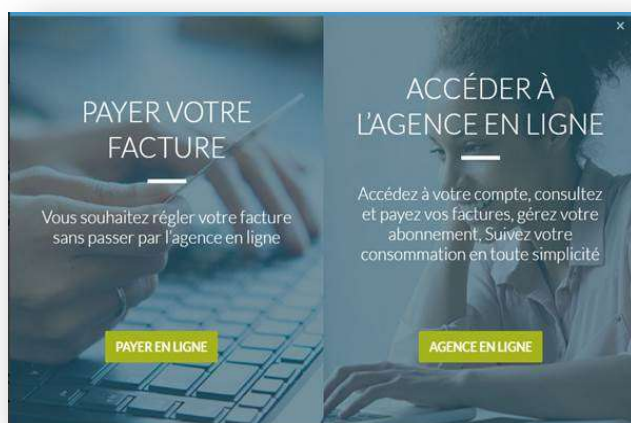 PAYER VOTRE
FACTURE
Vous souhaitez régler votre facture
sans passer par l'agence en ligne
PAYER EN LIGNE
×
ACCÉDER À
L'AGENCE EN LIGNE
Accédez à votre compte, consultez
et payez vos factures, gérez votre
abonnement, Suivez votre
consommation en toute simplicité
AGENCE EN LIGNE